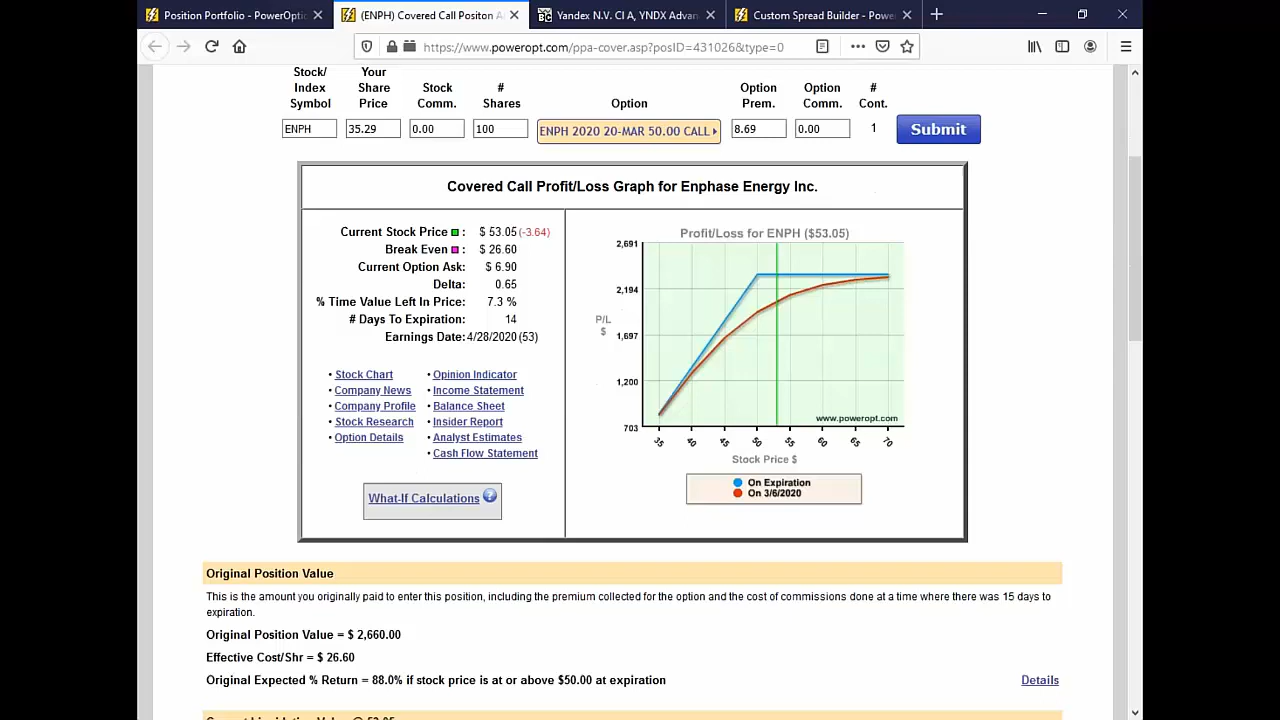 Position Portfolio - PowerOptic
(ENPH) Covered Call Positon A
Yandex N.V. Cl A, YNDX Advan
Custom Spread Builder - Power
https://www.poweropt.com/ppa-cover.asp?posID=431026&type=0
Stock/ Index Symbol
Your Share Price
Stock Comm.
# Shares
Option
Option Prem.
Option Comm.
# Cont.
ENPH
35.29
0.00
100
ENPH 2020 20-MAR 50.00 CALL
8.69
0.00
1
Submit
Covered Call Profit/Loss Graph for Enphase Energy Inc.
Current Stock Price : $ 53.05 (-3.64)
Break Even : $ 26.60
Current Option Ask: $ 6.90
Delta: 0.65
% Time Value Left In Price: 7.3 %
# Days To Expiration: 14
Earnings Date: 4/28/2020 (53)
• Stock Chart
• Company News
• Company Profile
• Stock Research
• Option Details
• Opinion Indicator
• Income Statement
• Balance Sheet
• Insider Report
• Analyst Estimates
• Cash Flow Statement
What-If Calculations ?
Profit/Loss for ENPH ($53.05)
2,691
2,194
1,697
1,200
703
P/L $
www.poweropt.com
35 40 45 50 55 60 65 70
Stock Price $
On Expiration
On 3/6/2020
Original Position Value
This is the amount you originally paid to enter this position, including the premium collected for the option and the cost of commissions done at a time where there was 15 days to
expiration.
Original Position Value = $ 2,660.00
Effective Cost/Shr = $ 26.60
Original Expected % Return = 88.0% if stock price is at or above $50.00 at expiration
Details